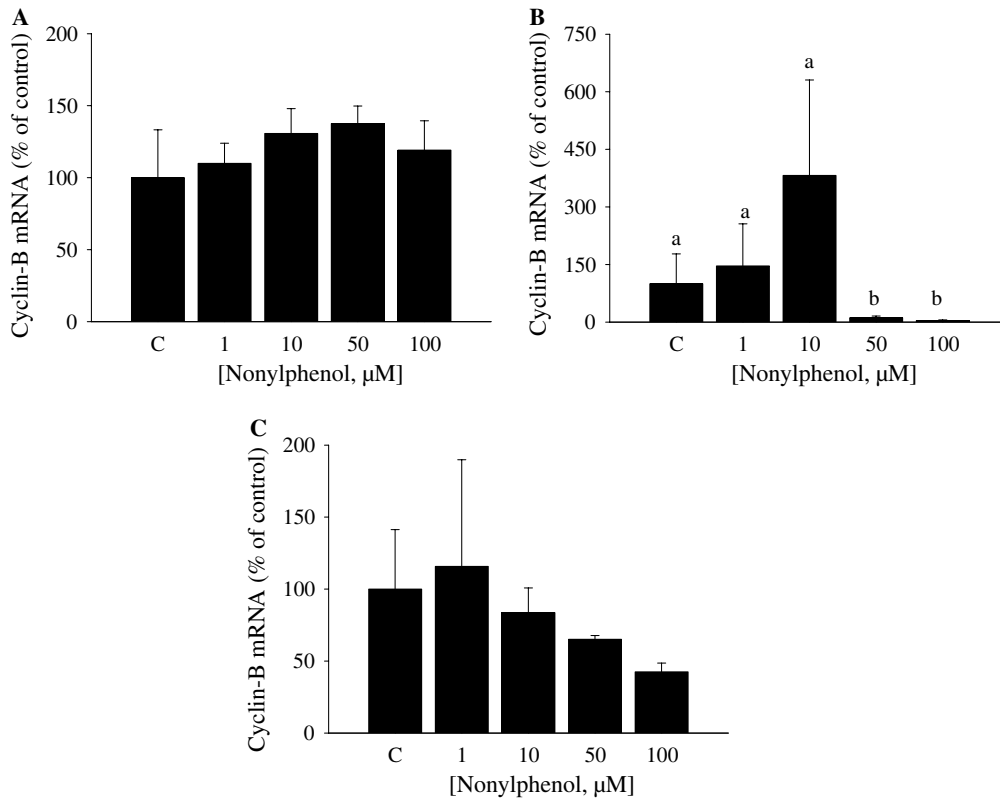 A
Cyclin-B mRNA (% of control)
200
150
100
50
0
C 1 10 50 100
[Nonylphenol, µM]
B
Cyclin-B mRNA (% of control)
750
600
450
300
150
0
a a a b b
C 1 10 50 100
[Nonylphenol, µM]
C
Cyclin-B mRNA (% of control)
200
150
100
50
0
C 1 10 50 100
[Nonylphenol, µM]